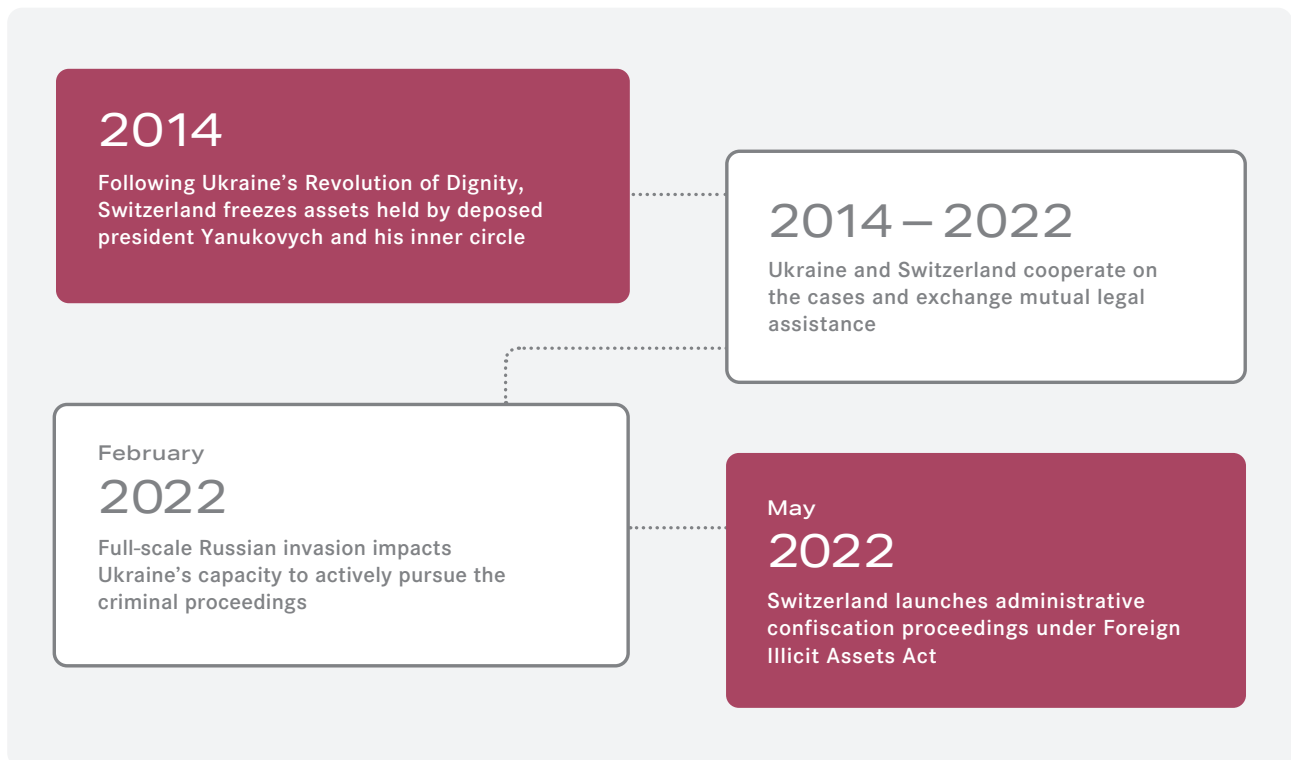 2014
Following Ukraine’s Revolution of Dignity,
Switzerland freezes assets held by deposed
president Yanukovych and his inner circle
2014 – 2022
Ukraine and Switzerland cooperate on
the cases and exchange mutual legal
assistance
February
2022
Full-scale Russian invasion impacts
Ukraine’s capacity to actively pursue the
criminal proceedings
May
2022
Switzerland launches administrative
confiscation proceedings under Foreign
Illicit Assets Act